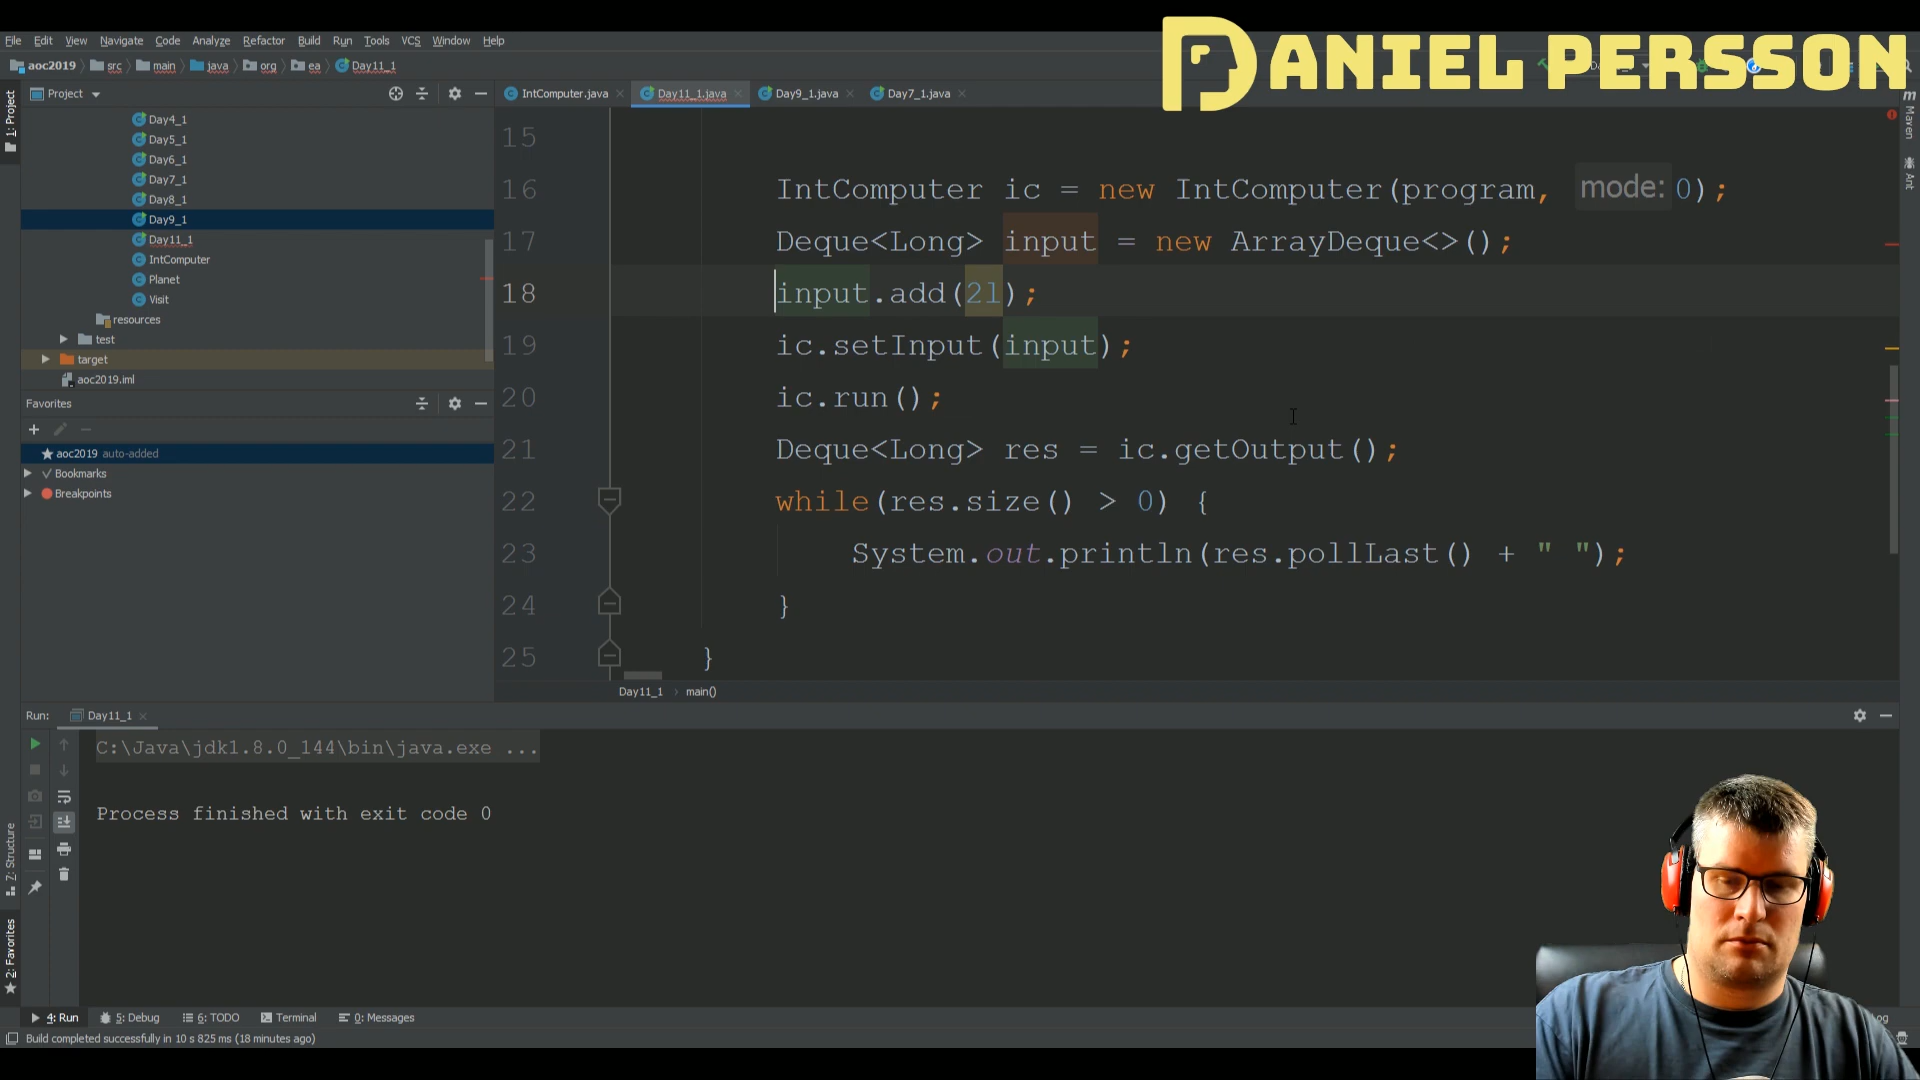 DANIEL PERSSON
File Edit View Navigate Code Analyze Refactor Build Run Tools VCS Window Help
aoc2019 src main java org ea Day11_1
Project
IntComputer.java Day11_1.java Day9_1.java Day7_1.java
1: Project
Maven
Ant
Day4_1
Day5_1
Day6_1
Day7_1
Day8_1
Day9_1
Day11_1
IntComputer
Planet
Visit
resources
test
target
aoc2019.iml
Favorites
aoc2019 auto-added
Bookmarks
Breakpoints
15
16 IntComputer ic = new IntComputer(program, mode: 0);
17 Deque<Long> input = new ArrayDeque<>();
18 input.add(2l);
19 ic.setInput(input);
20 ic.run();
21 Deque<Long> res = ic.getOutput();
22 while(res.size() > 0) {
23 System.out.println(res.pollLast() + " ");
24 }
25 }
Day11_1 main()
Run: Day11_1
C:\Java\jdk1.8.0_144\bin\java.exe ...
Process finished with exit code 0
Z: Structure
2: Favorites
4: Run 5: Debug 6: TODO Terminal 0: Messages
Build completed successfully in 10 s 825 ms (18 minutes ago)